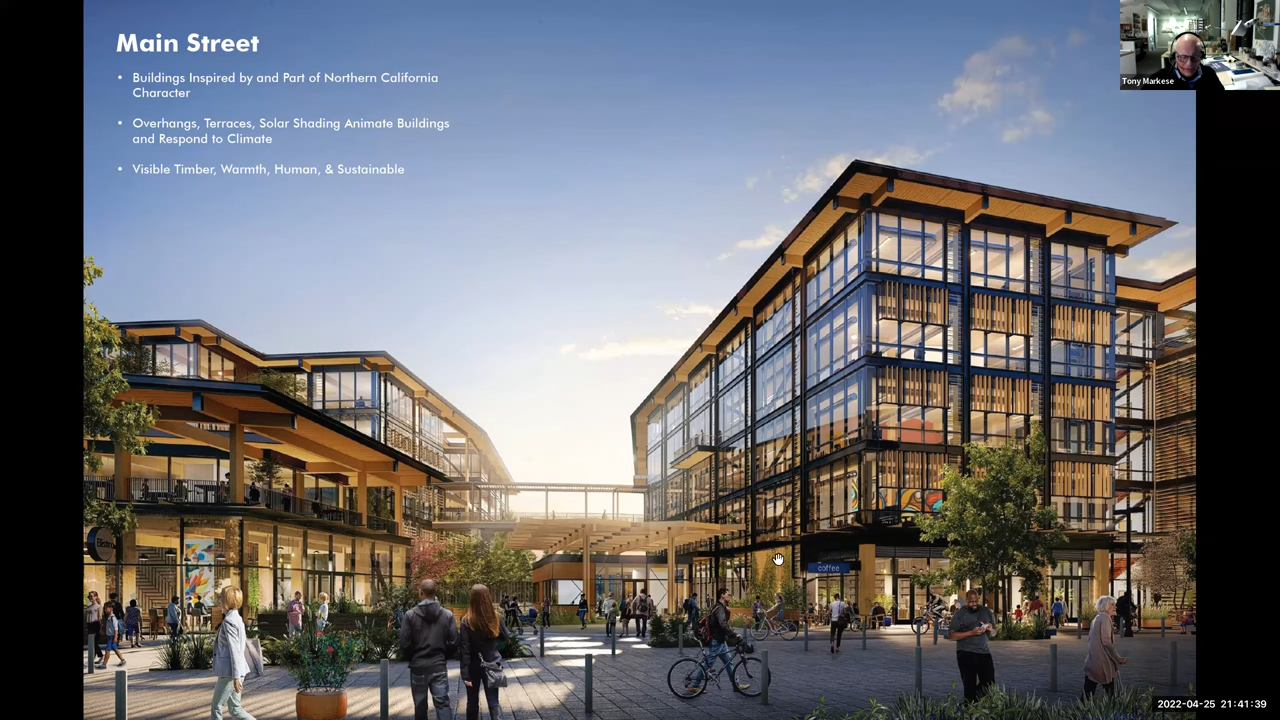 Main Street
• Buildings Inspired by and Part of Northern California
Character
• Overhangs, Terraces, Solar Shading Animate Buildings
and Respond to Climate
• Visible Timber, Warmth, Human, & Sustainable
Tony Markese
Bistro
coffee
2022-04-25 21:41:39